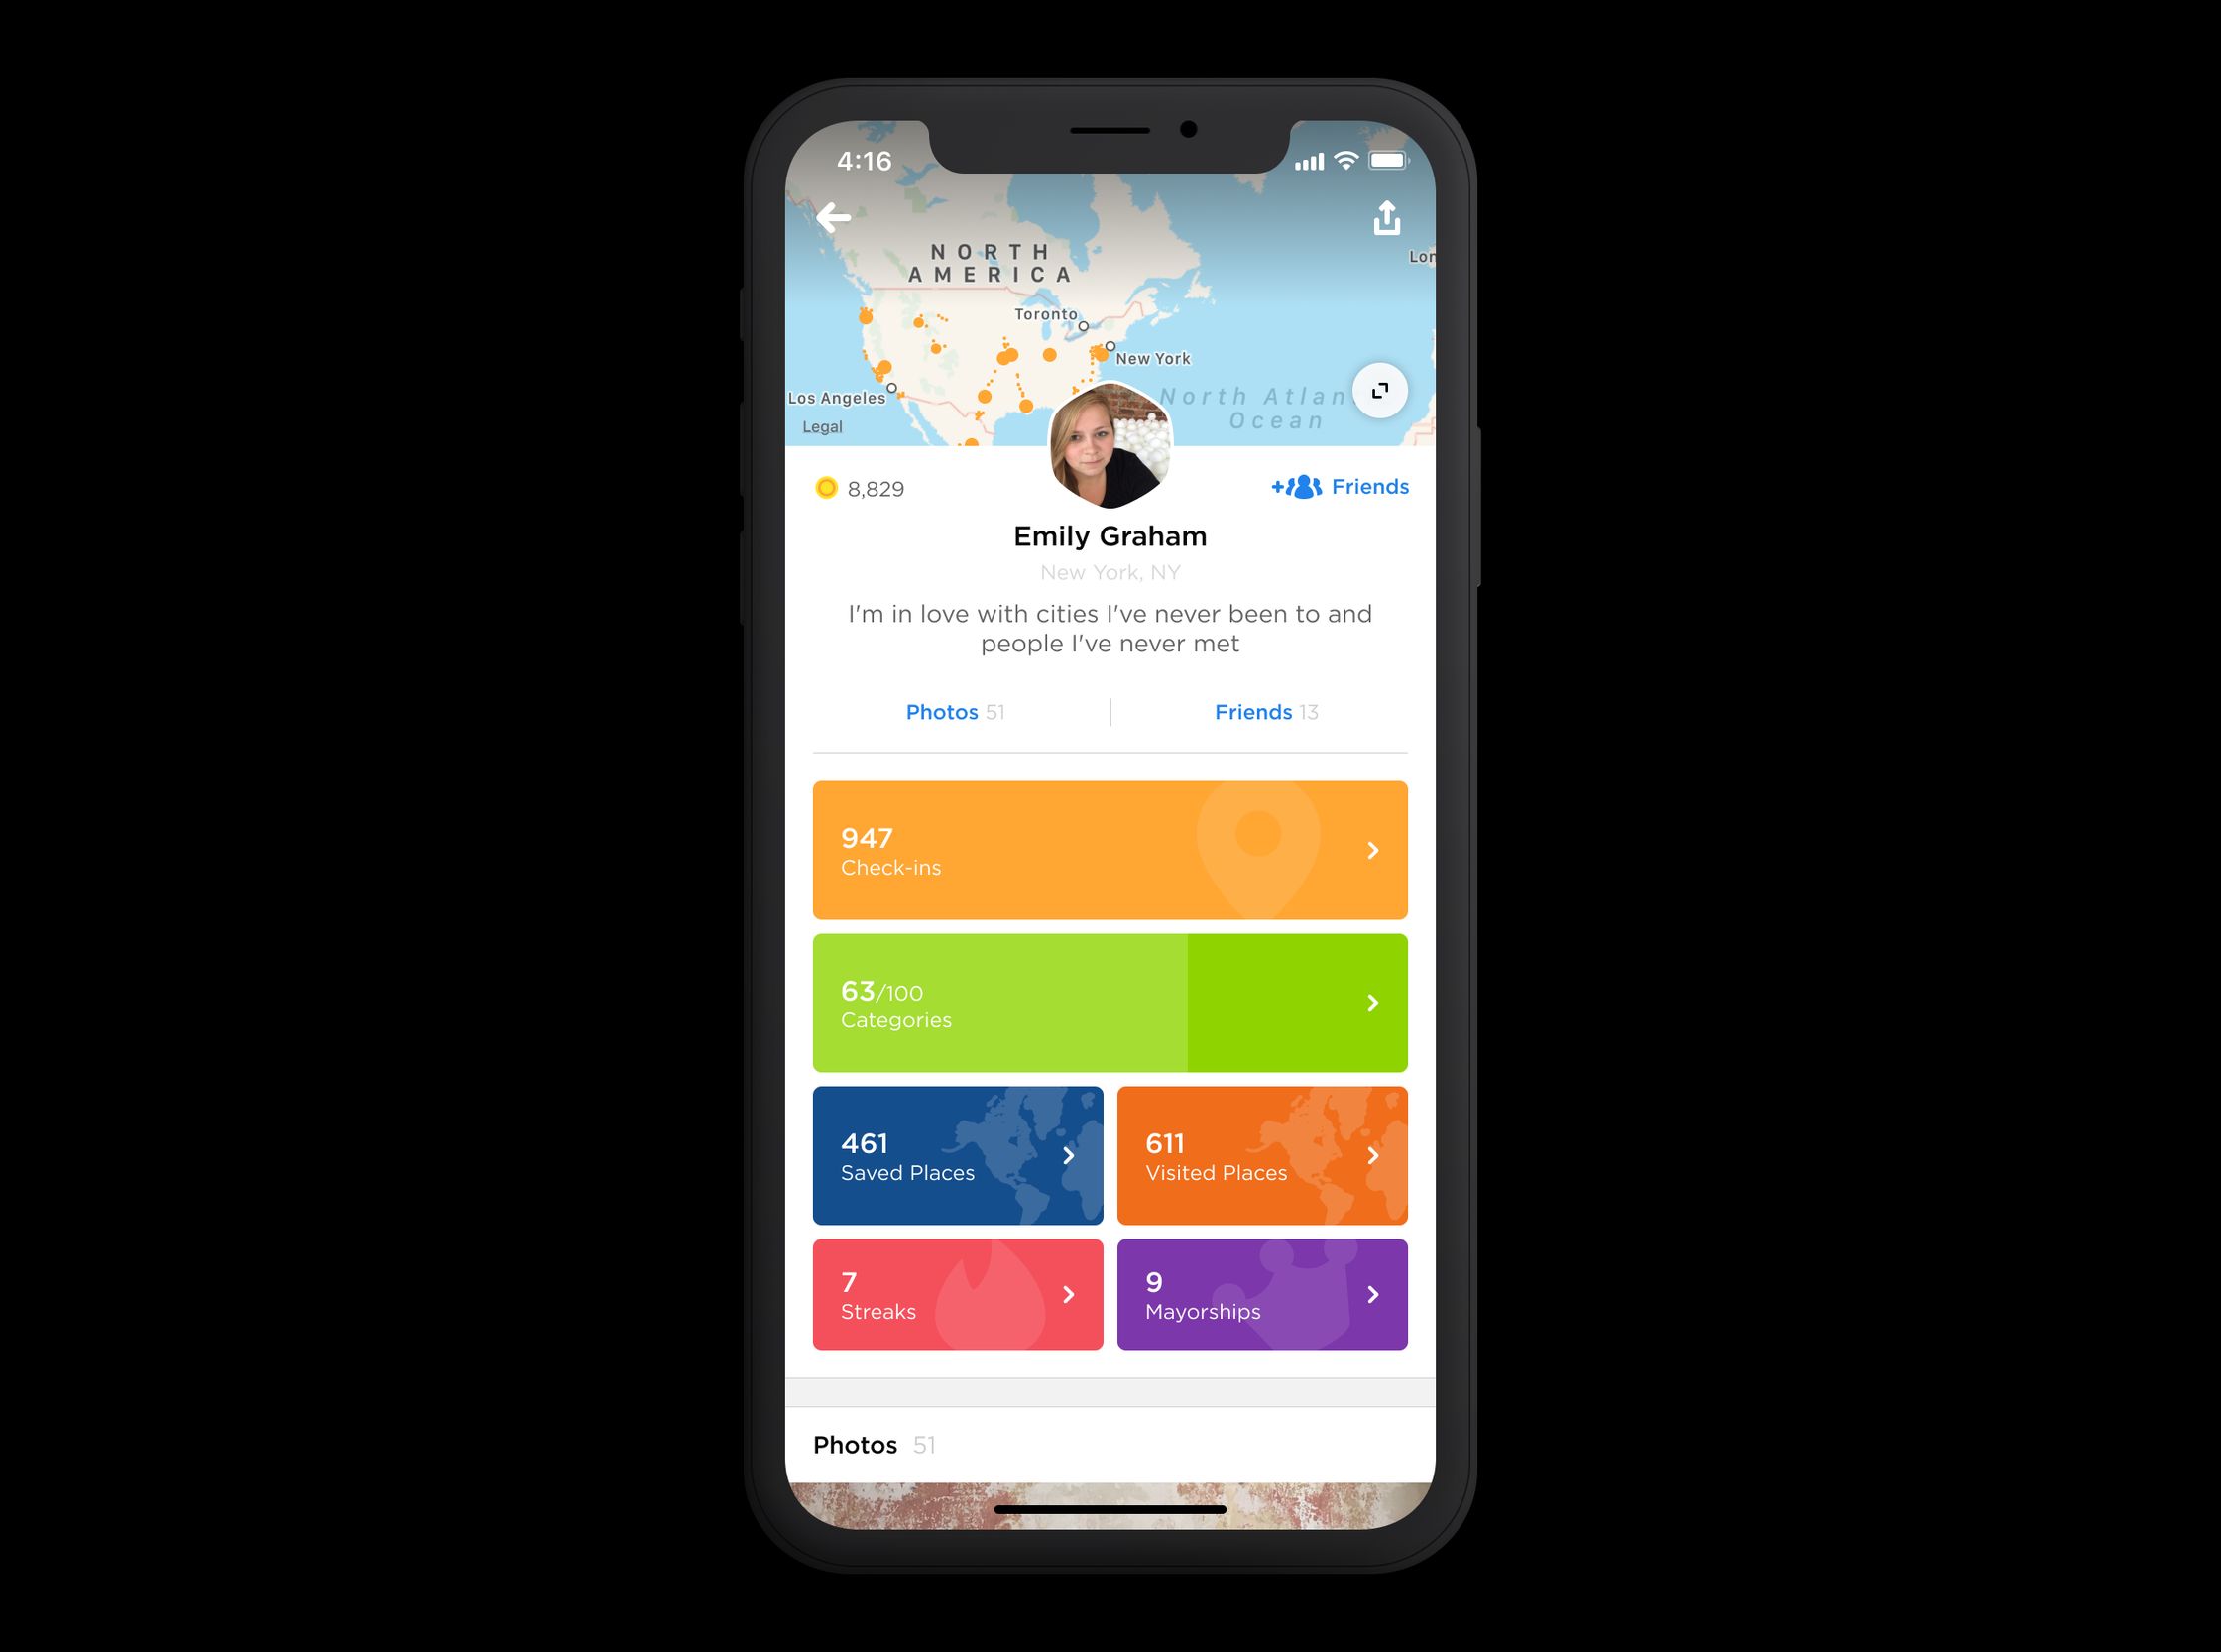 4:16
NORTH
AMERICA
Lon
Toronto
New York
Los Angeles
North Atlan
Ocean
Legal
8,829
+ Friends
Emily Graham
New York, NY
I'm in love with cities I've never been to and
people I've never met
Photos 51
Friends 13
947
Check-ins
63/100
Categories
461
Saved Places
611
Visited Places
7
Streaks
9
Mayorships
Photos 51